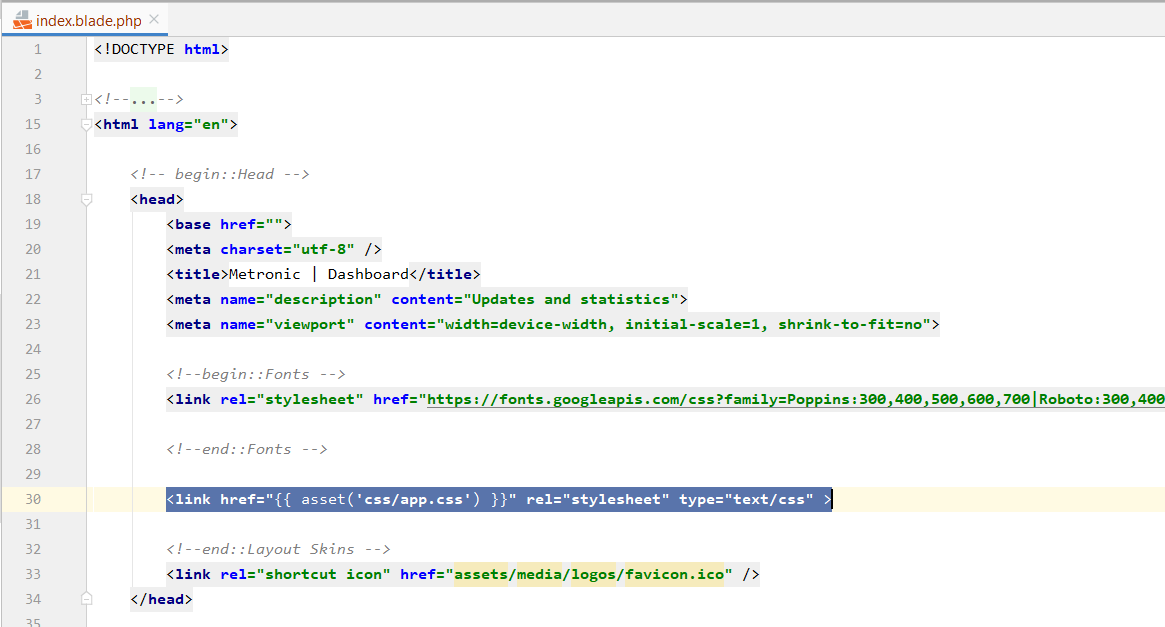 index.blade.php
1 <!DOCTYPE html>
2
3 <!--...-->
15 <html lang="en">
16
17 <!-- begin::Head -->
18 <head>
19 <base href="">
20 <meta charset="utf-8" />
21 <title>Metronic | Dashboard</title>
22 <meta name="description" content="Updates and statistics">
23 <meta name="viewport" content="width=device-width, initial-scale=1, shrink-to-fit=no">
24
25 <!--begin::Fonts -->
26 <link rel="stylesheet" href="https://fonts.googleapis.com/css?family=Poppins:300,400,500,600,700|Roboto:300,400
27
28 <!--end::Fonts -->
29
30 <link href="{{ asset('css/app.css') }}" rel="stylesheet" type="text/css" >
31
32 <!--end::Layout Skins -->
33 <link rel="shortcut icon" href="assets/media/logos/favicon.ico" />
34 </head>
35